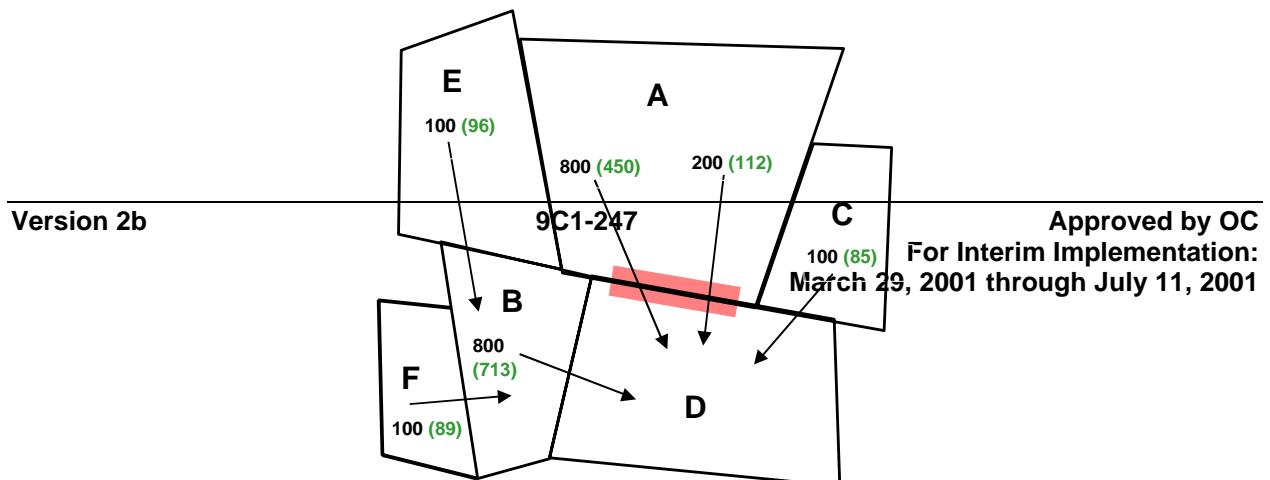 E
A
100 (96)
800 (450)
200 (112)
Version 2b
9C1-247
Approved by OC
C
For Interim Implementation:
100 (85)
March 29, 2001 through July 11, 2001
B
800
(713)
F
D
100 (89)